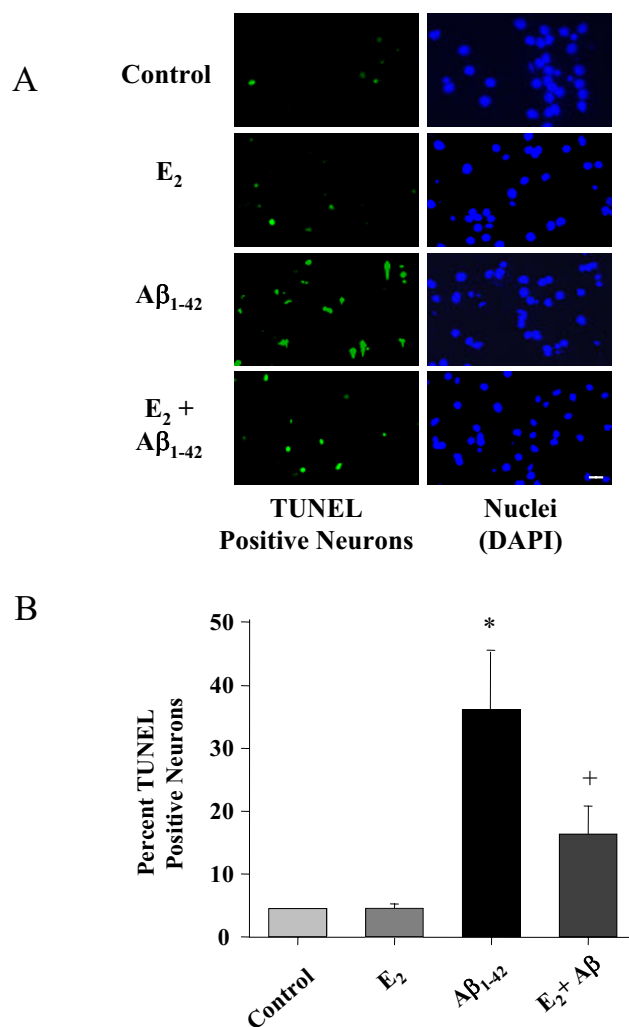 A
Control
E₂
Aβ₁₋₄₂
E₂ +
Aβ₁₋₄₂
TUNEL
Positive Neurons
Nuclei
(DAPI)
B
Percent TUNEL
Positive Neurons
50
40
30
20
10
0
*
+
Control
E₂
Aβ₁₋₄₂
E₂+ Aβ